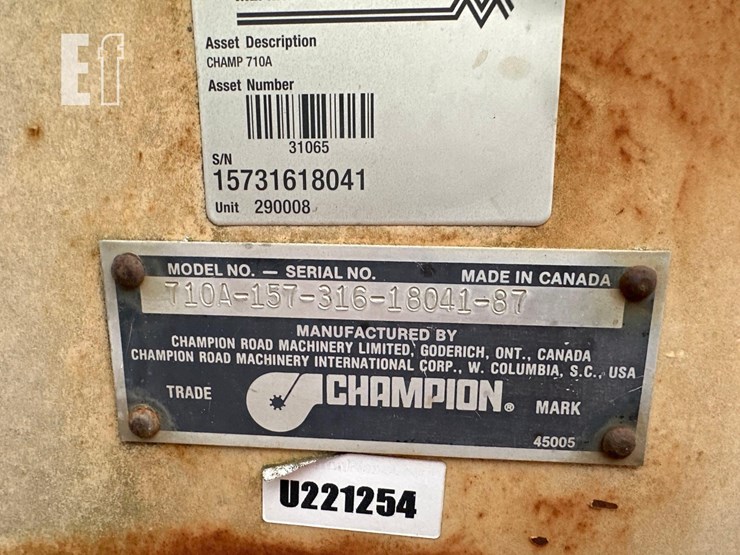 Ef
Asset Description
CHAMP 710A
Asset Number
31065
S/N
15731618041
Unit 290008
MODEL NO. — SERIAL NO. MADE IN CANADA
710A-157-316-18041-87
MANUFACTURED BY
CHAMPION ROAD MACHINERY LIMITED, GODERICH, ONT., CANADA
CHAMPION ROAD MACHINERY INTERNATIONAL CORP., W. COLUMBIA, S.C., USA
TRADE CHAMPION® MARK
45005
U221254